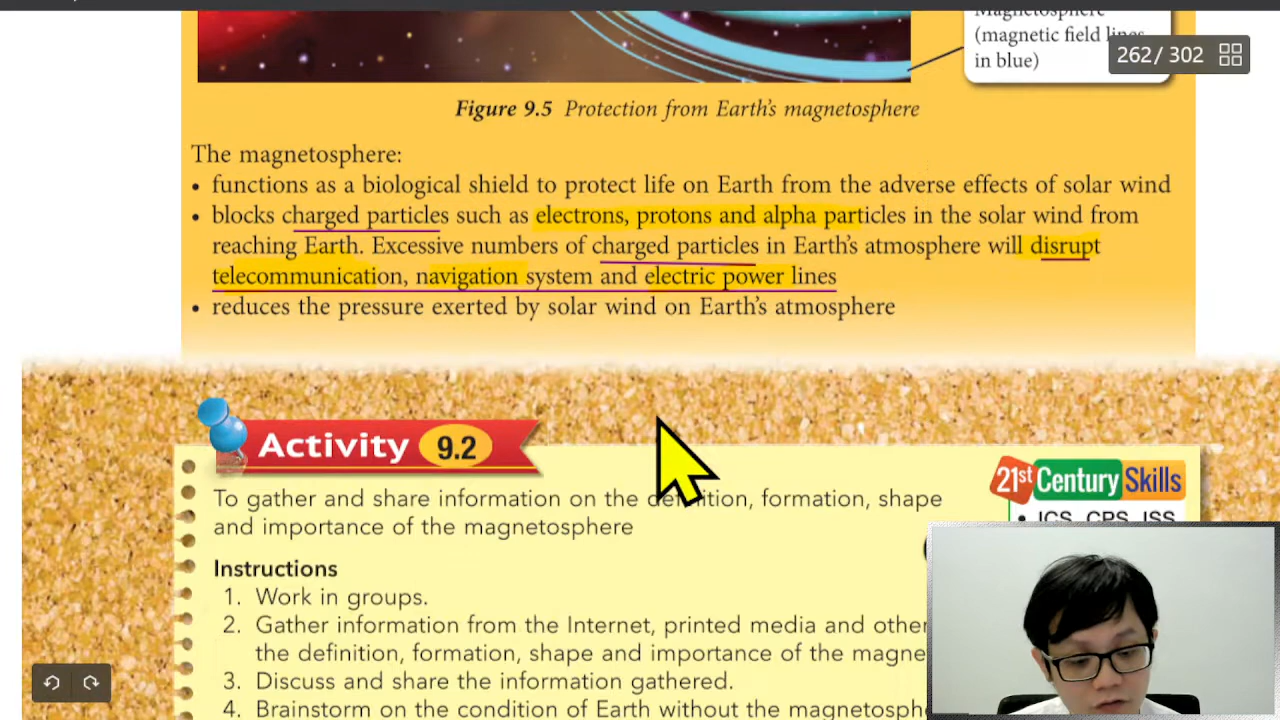 (magnetic field lines
in blue)
262 / 302
Figure 9.5 Protection from Earth's magnetosphere
The magnetosphere:
• functions as a biological shield to protect life on Earth from the adverse effects of solar wind
• blocks charged particles such as electrons, protons and alpha particles in the solar wind from
reaching Earth. Excessive numbers of charged particles in Earth's atmosphere will disrupt
telecommunication, navigation system and electric power lines
• reduces the pressure exerted by solar wind on Earth's atmosphere
Activity 9.2
21st Century Skills
To gather and share information on the definition, formation, shape
and importance of the magnetosphere
• ICS, CPS, ISS
Instructions
1. Work in groups.
2. Gather information from the Internet, printed media and other
the definition, formation, shape and importance of the magne
3. Discuss and share the information gathered.
4. Brainstorm on the condition of Earth without the magnetosph